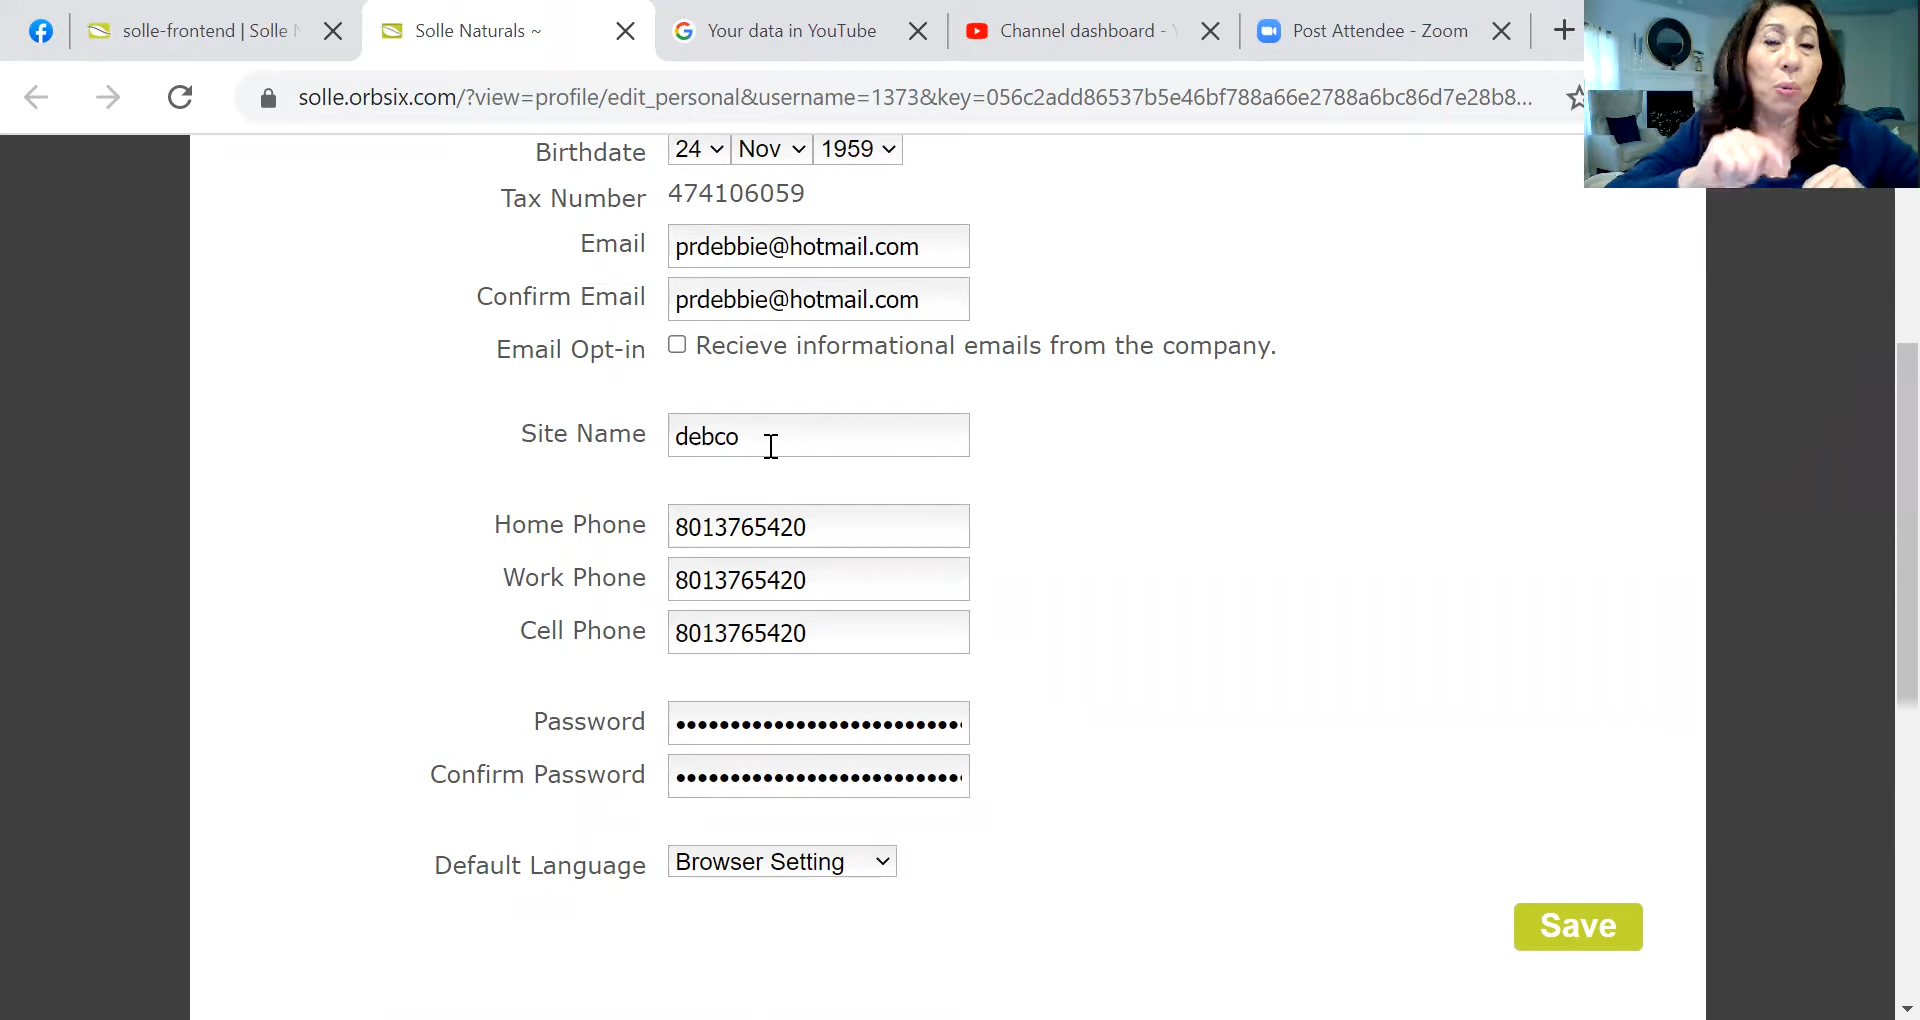 solle-frontend | Solle N
Solle Naturals ~
Your data in YouTube
Channel dashboard - Y
Post Attendee - Zoom
solle.orbsix.com/?view=profile/edit_personal&username=1373&key=056c2add86537b5e46bf788a66e2788a6bc86d7e28b8...
Birthdate 24 Nov 1959
Tax Number 474106059
Email prdebbie@hotmail.com
Confirm Email prdebbie@hotmail.com
Email Opt-in Recieve informational emails from the company.
Site Name debco
Home Phone 8013765420
Work Phone 8013765420
Cell Phone 8013765420
Password
Confirm Password
Default Language Browser Setting
Save